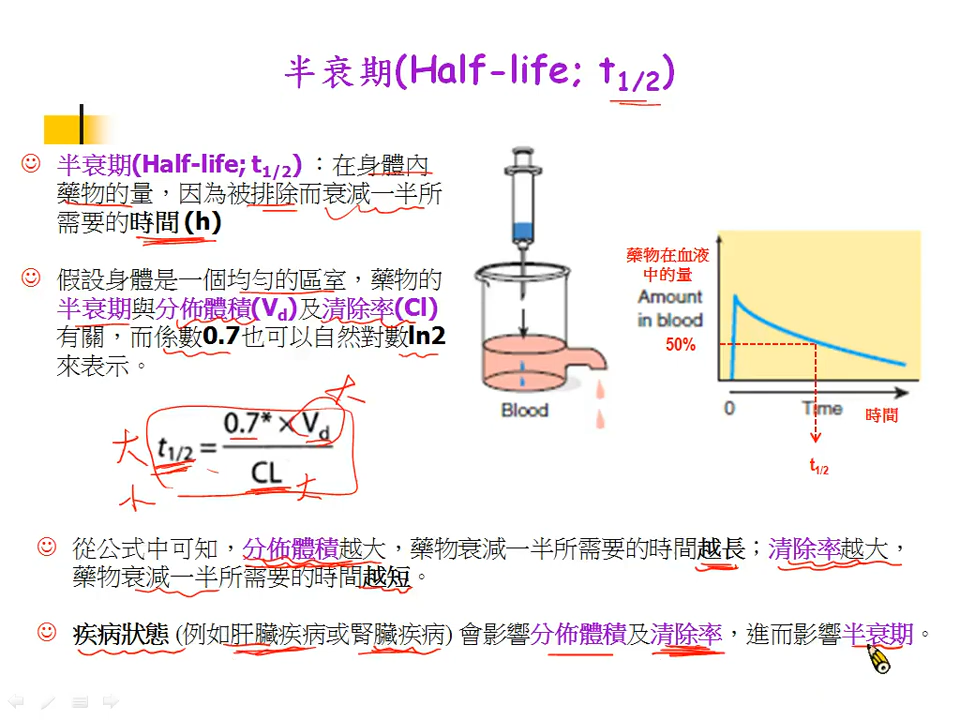 半衰期(Half-life; t1/2)
半衰期(Half-life; t1/2)：在身體內
藥物的量，因為被排除而衰減一半所
需要的時間(h)
假設身體是一個均勻的區室，藥物的
半衰期與分佈體積(Vd)及清除率(Cl)
有關，而係數0.7也可以自然對數ln2
來表示。
大
大
t1/2 = 0.7* × Vd / CL
小
大
Blood
藥物在血液
中的量
Amount
in blood
50%
0
Time
時間
t1/2
從公式中可知，分佈體積越大，藥物衰減一半所需要的時間越長；清除率越大，
藥物衰減一半所需要的時間越短。
疾病狀態 (例如肝臟疾病或腎臟疾病) 會影響分佈體積及清除率，進而影響半衰期。